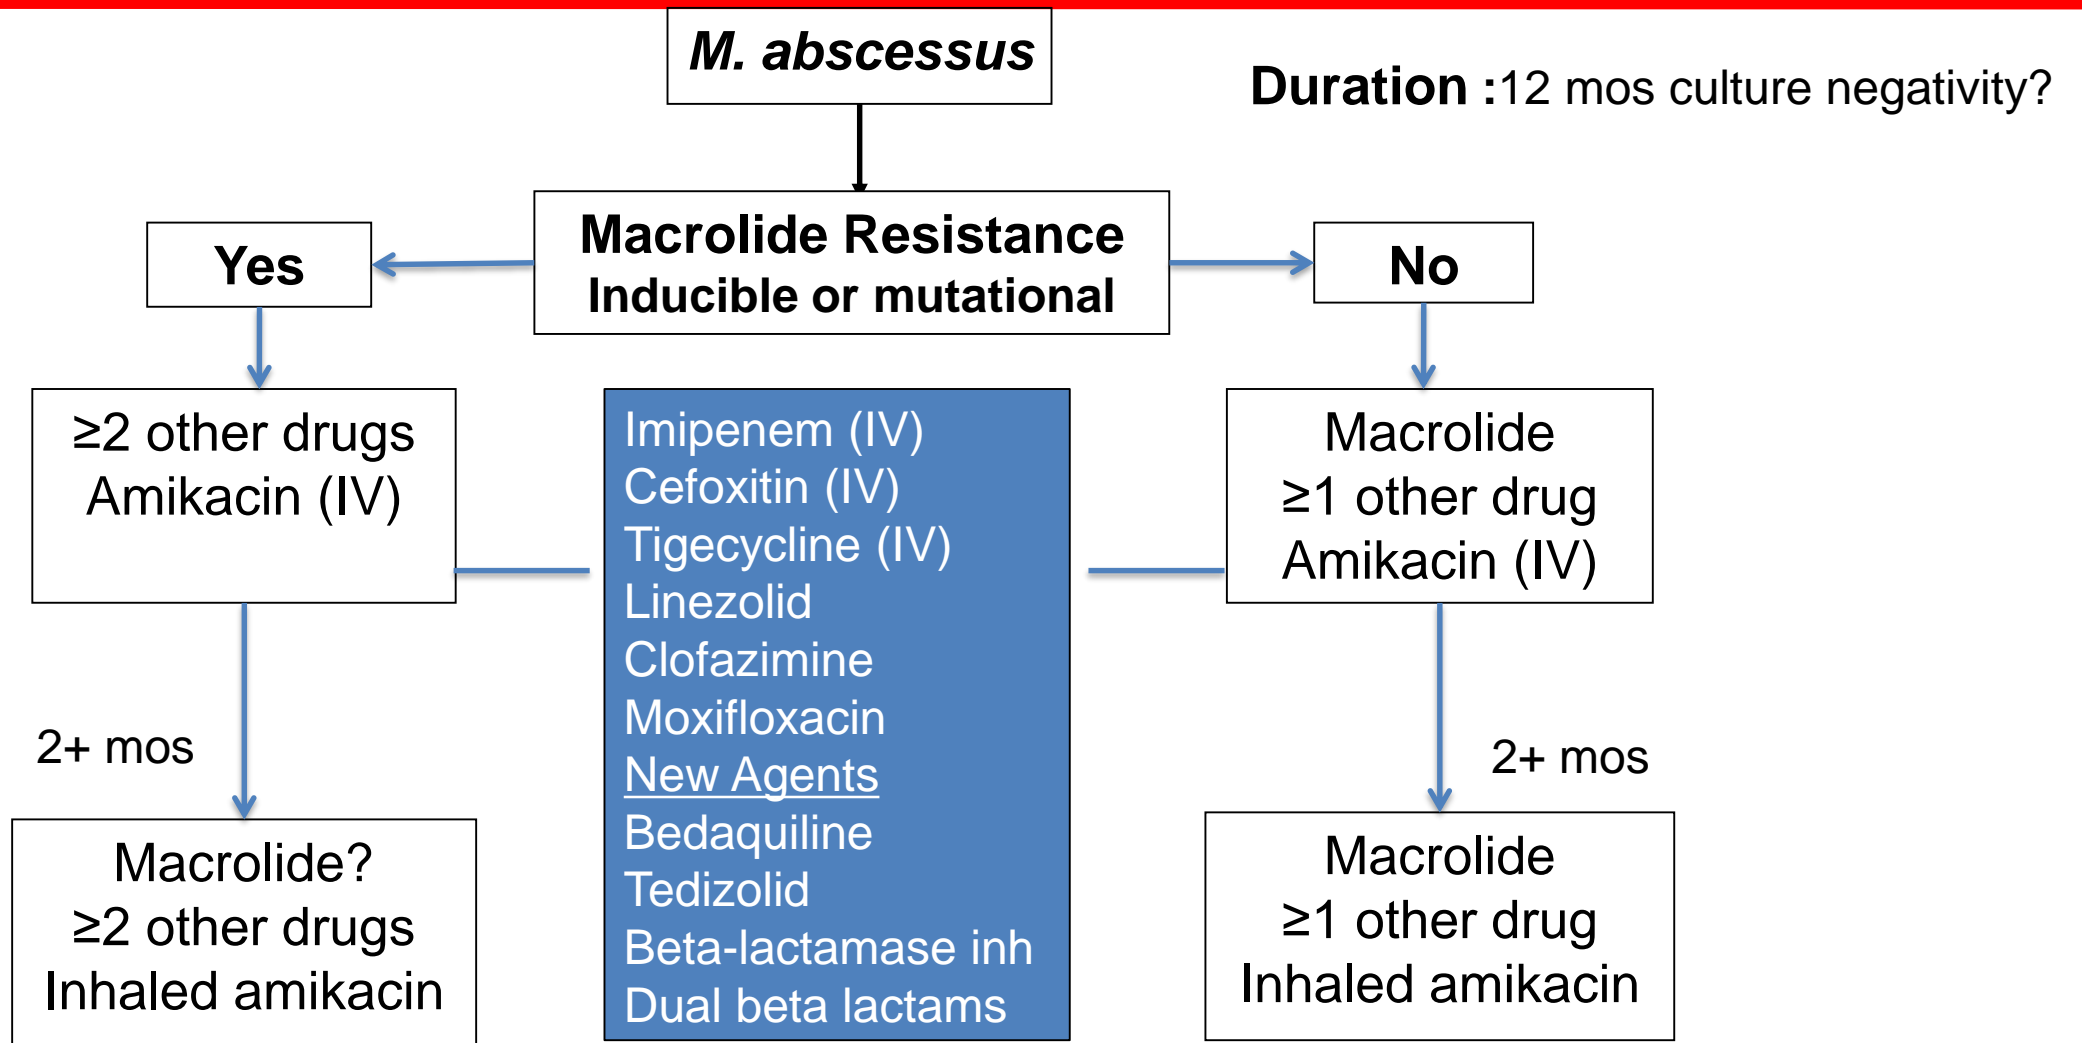 M. abscessus
Duration :12 mos culture negativity?
Macrolide Resistance
Inducible or mutational
Yes
No
≥2 other drugs
Amikacin (IV)
Imipenem (IV)
Cefoxitin (IV)
Tigecycline (IV)
Linezolid
Clofazimine
Moxifloxacin
New Agents
Bedaquiline
Tedizolid
Beta-lactamase inh
Dual beta lactams
Macrolide
≥1 other drug
Amikacin (IV)
2+ mos
2+ mos
Macrolide?
≥2 other drugs
Inhaled amikacin
Macrolide
≥1 other drug
Inhaled amikacin